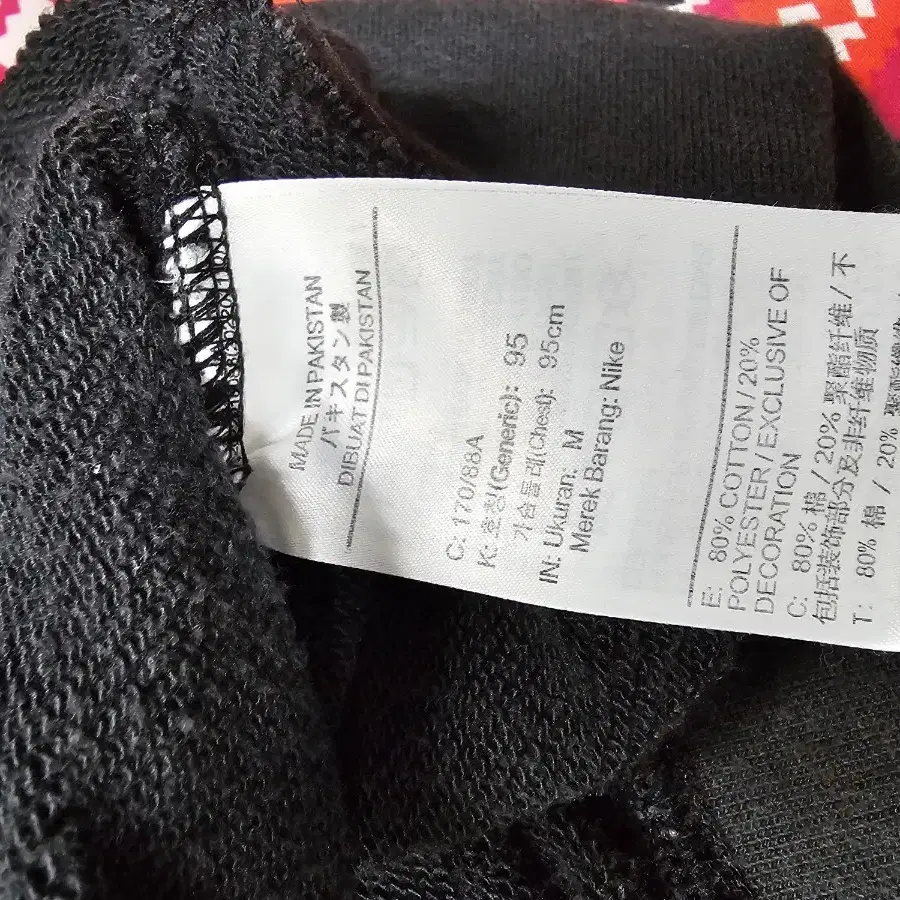 MADE IN PAKISTAN
パキスタン製
DIBUAT DI PAKISTAN
C: 170/88A
K: 호칭(Generic): 95
가슴둘레(Chest): 95cm
IN: Ukuran: M
Merek Barang: Nike
E: 80% COTTON / 20%
POLYESTER / EXCLUSIVE OF
DECORATION
C: 80% 棉 / 20% 聚酯纤维 / 不
包括装饰部分及非纤维物质
T: 80% 棉 / 20%